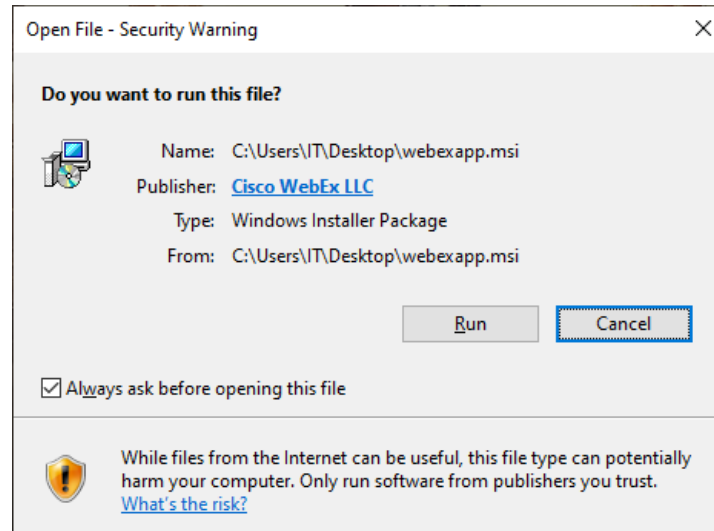 Open File - Security Warning
Do you want to run this file?
Name: C:\Users\IT\Desktop\webexapp.msi
Publisher: Cisco WebEx LLC
Type: Windows Installer Package
From: C:\Users\IT\Desktop\webexapp.msi
Run Cancel
Always ask before opening this file
While files from the Internet can be useful, this file type can potentially
harm your computer. Only run software from publishers you trust.
What's the risk?